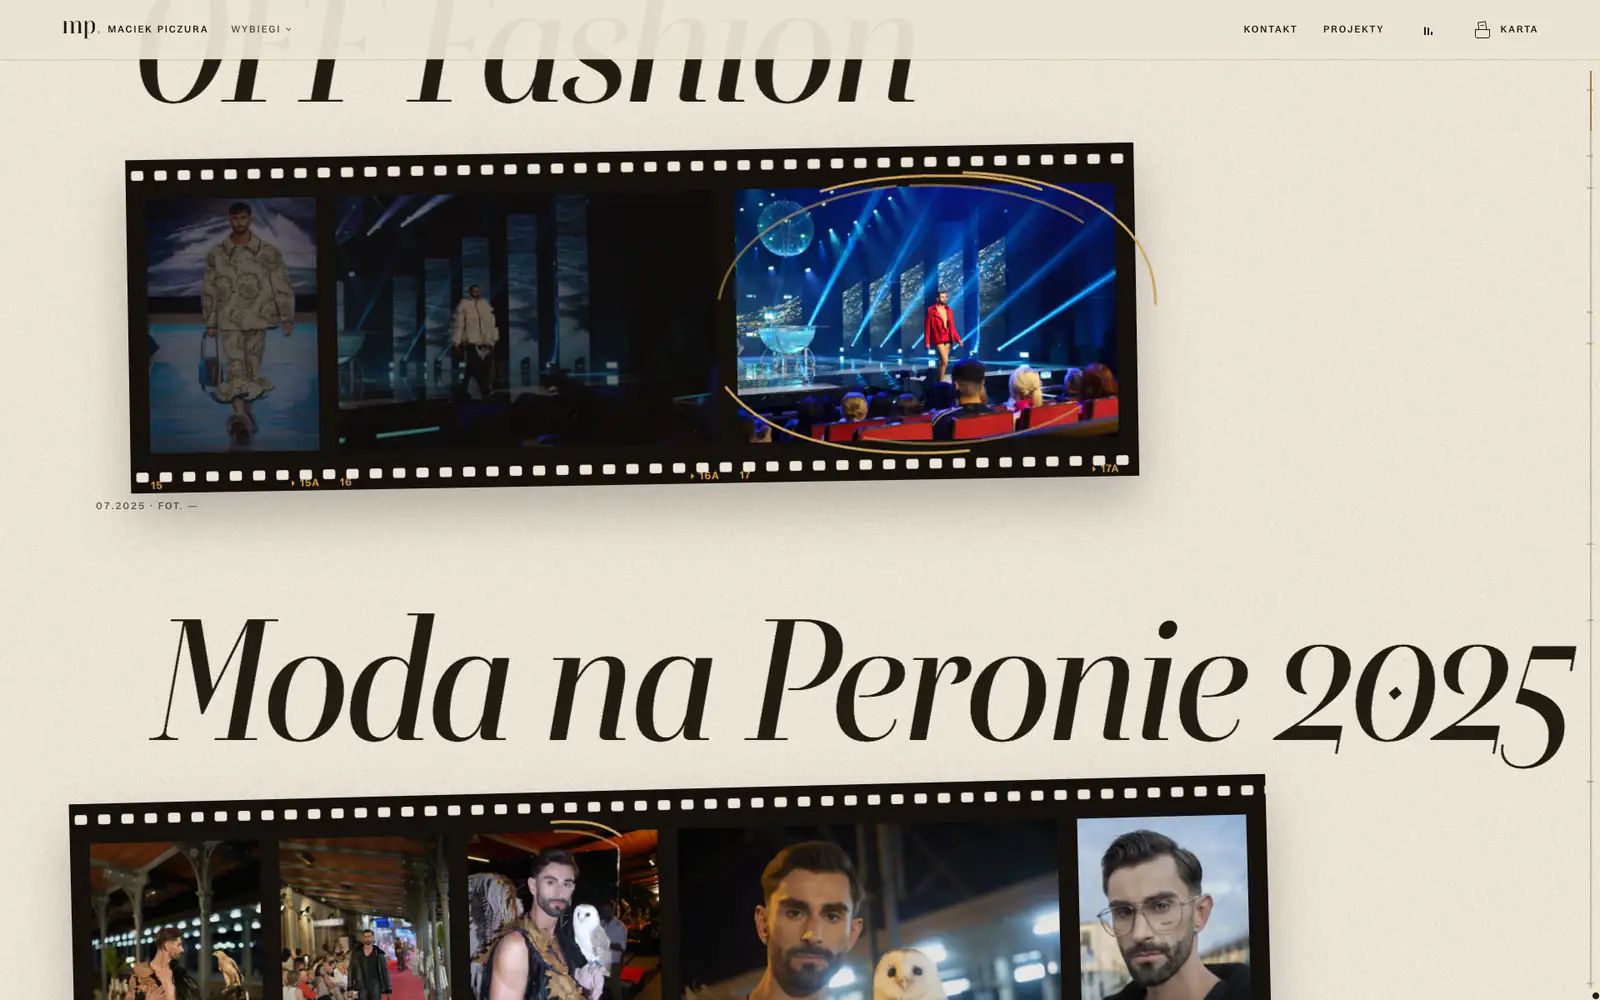 mp. MACIEK PICZURA WYBIEGI KONTAKT PROJEKTY KARTA
OFF Fashion
15 15A 16 16A 17 17A
07.2025 · FOT. —
Moda na Peronie 2025